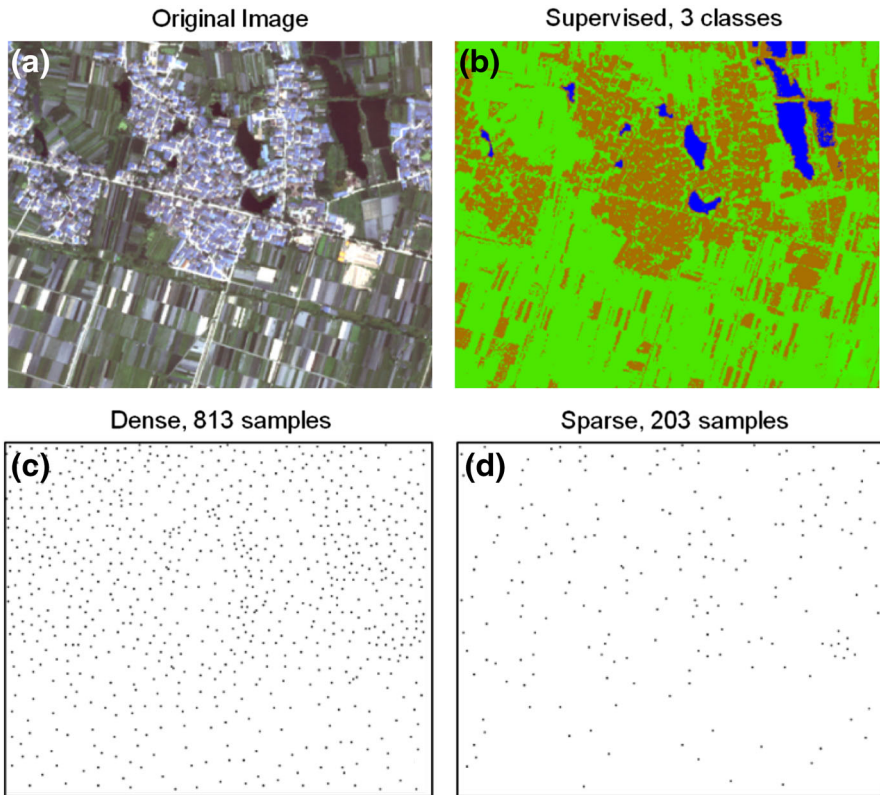 Original Image
Supervised, 3 classes
(a)
(b)
Dense, 813 samples
Sparse, 203 samples
(c)
(d)